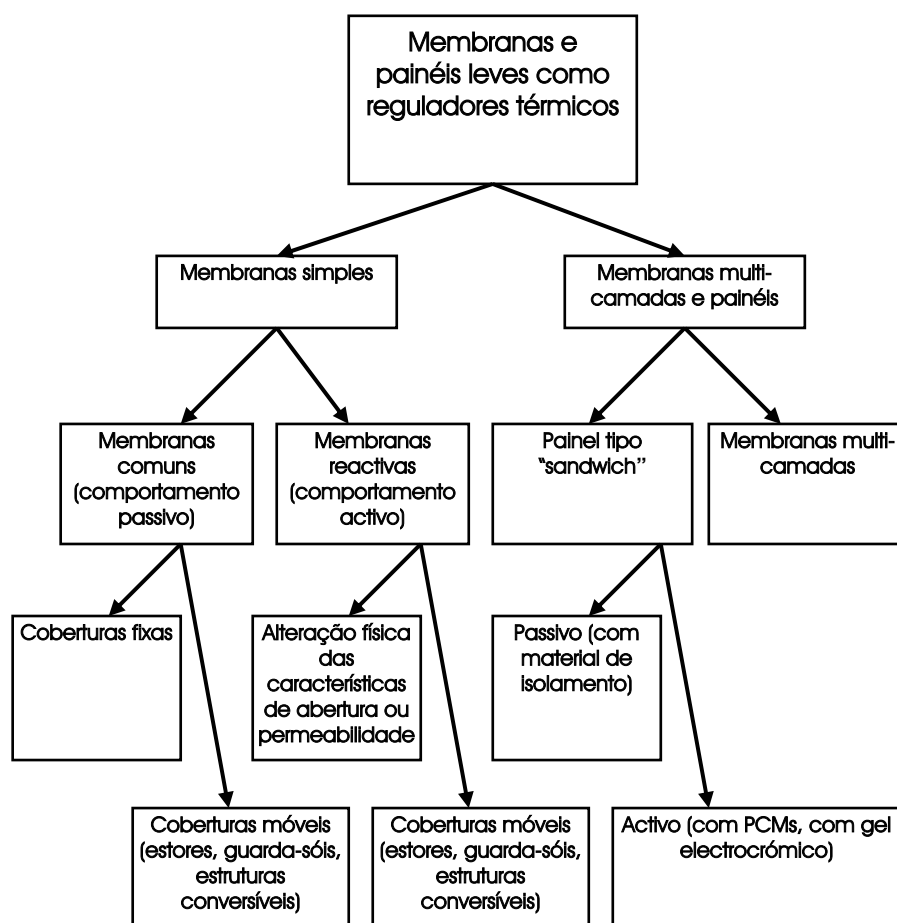 Membranas e
painéis leves como
reguladores térmicos
Membranas simples
Membranas multi-
camadas e painéis
Membranas
comuns
(comportamento
passivo)
Membranas
reactivas
(comportamento
activo)
Painel tipo
“sandwich”
Membranas multi-
camadas
Coberturas fixas
Alteração física
das
características
de abertura ou
permeabilidade
Passivo (com
material de
isolamento)
Coberturas móveis
(estores, guarda-sóis,
estruturas
conversíveis)
Coberturas móveis
(estores, guarda-sóis,
estruturas
conversíveis)
Activo (com PCMs, com gel
electrocrómico)